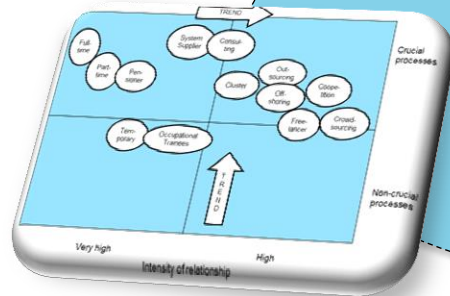 TREND
Full-
time
Part-
time
Pen-
sioner
System
Supplier
Consul-
ting
Cluster
Out-
sourcing
Off-
shoring
Coope-
tition
Free-
lancer
Crowd-
sourcing
Tem-
porary
Occupational
Trainees
T
R
E
N
D
Crucial
processes
Non-crucial
processes
Very high
High
Intensity of relationship